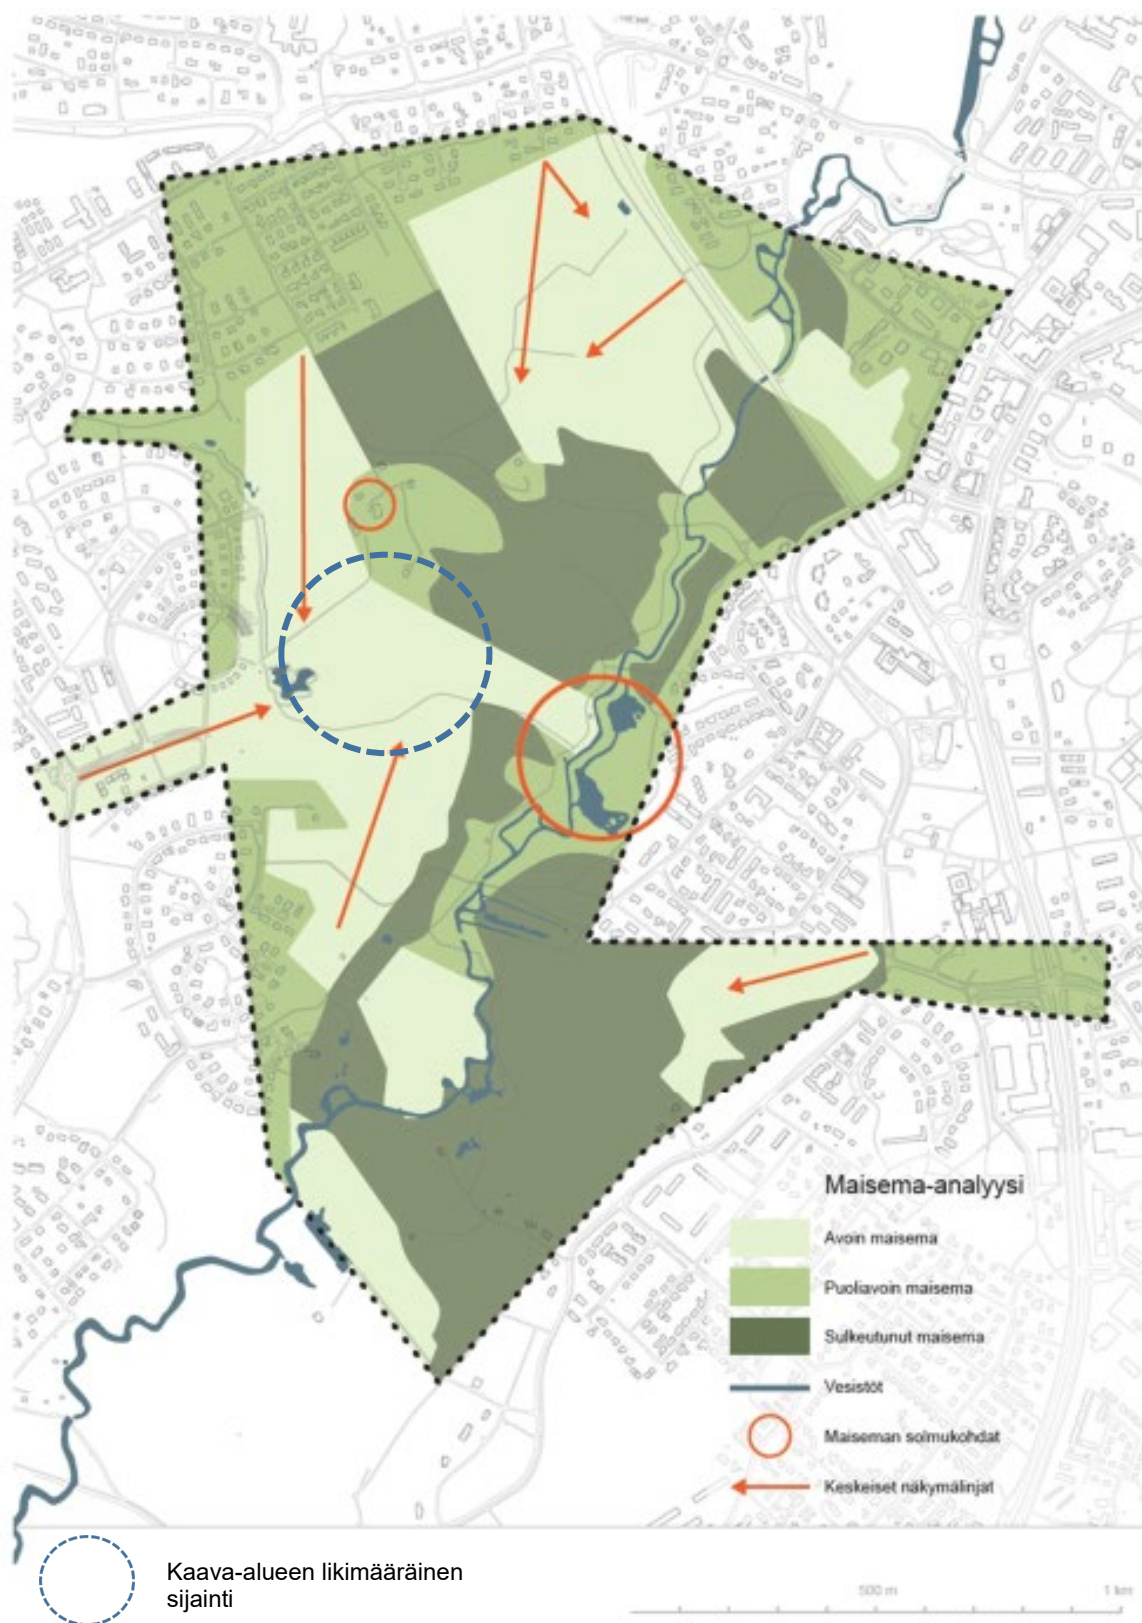 Maisema-analyysi
Avoin maisema
Puoliavoin maisema
Sulkeutunut maisema
Vesistöt
Maiseman solmukohdat
Keskeiset näkymälinjat
Kaava-alueen likimääräinen
sijainti
500 m
1 km